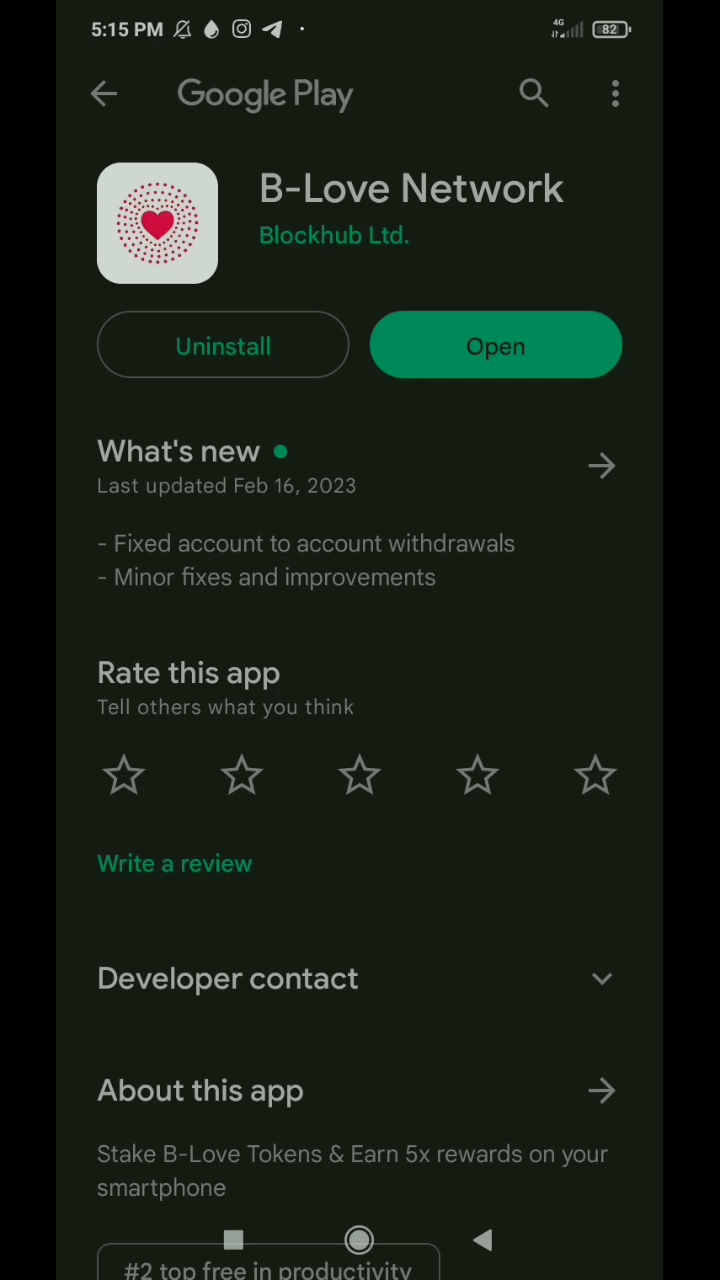 5:15 PM
4G
82
Google Play
B-Love Network
Blockhub Ltd.
Uninstall
Open
What's new
Last updated Feb 16, 2023
- Fixed account to account withdrawals
- Minor fixes and improvements
Rate this app
Tell others what you think
Write a review
Developer contact
About this app
Stake B-Love Tokens & Earn 5x rewards on your
smartphone
#2 top free in productivity